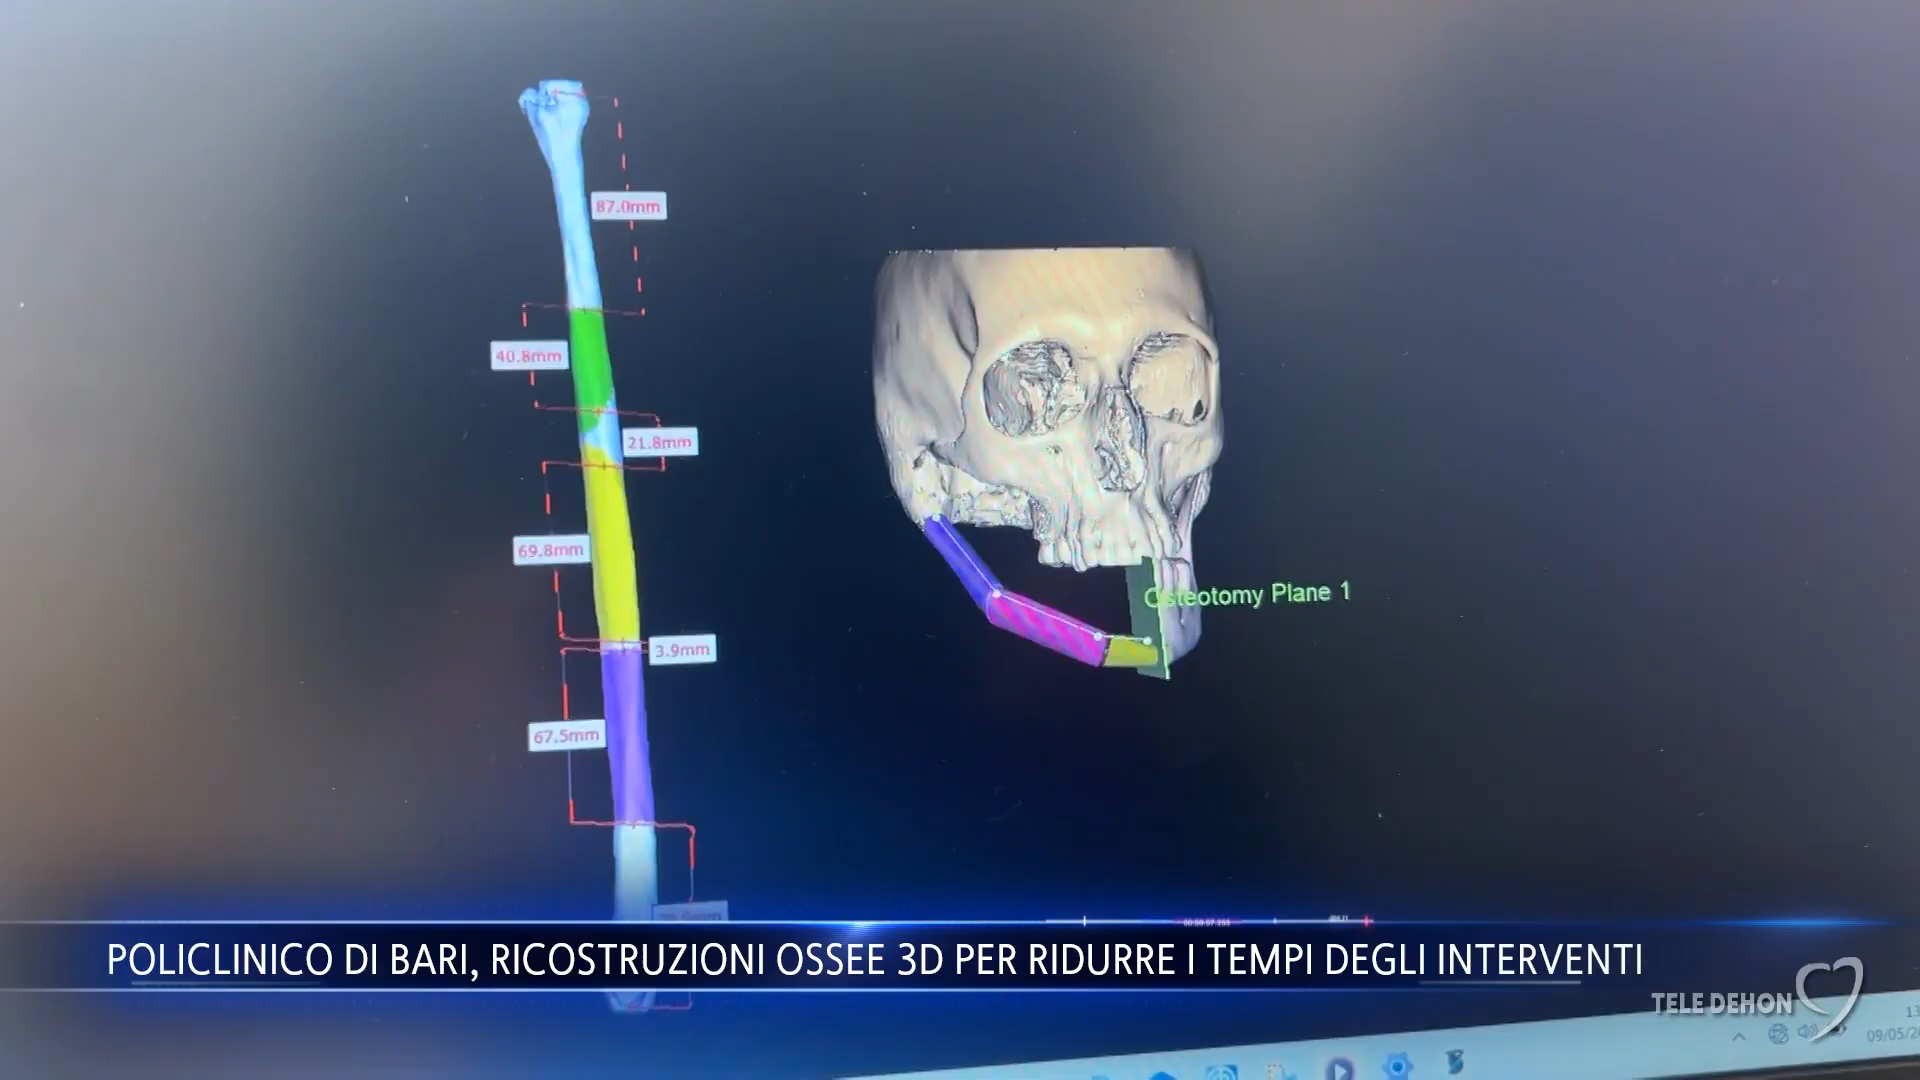 87.0mm
40.8mm
21.8mm
69.8mm
Osteotomy Plane 1
3.9mm
67.5mm
POLICLINICO DI BARI, RICOSTRUZIONI OSSEE 3D PER RIDURRE I TEMPI DEGLI INTERVENTI
TELE DEHON